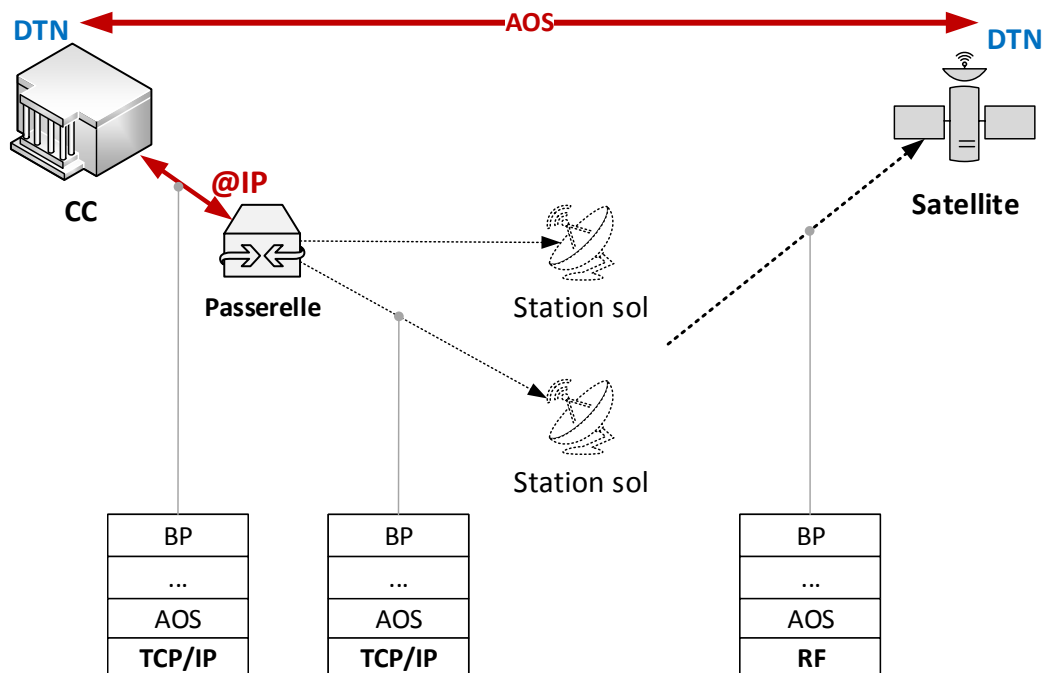 AOS
DTN
DTN
@IP
CC
Satellite
Passerelle
Station sol
Station sol
BP
...
AOS
TCP/IP
BP
...
AOS
TCP/IP
BP
...
AOS
RF